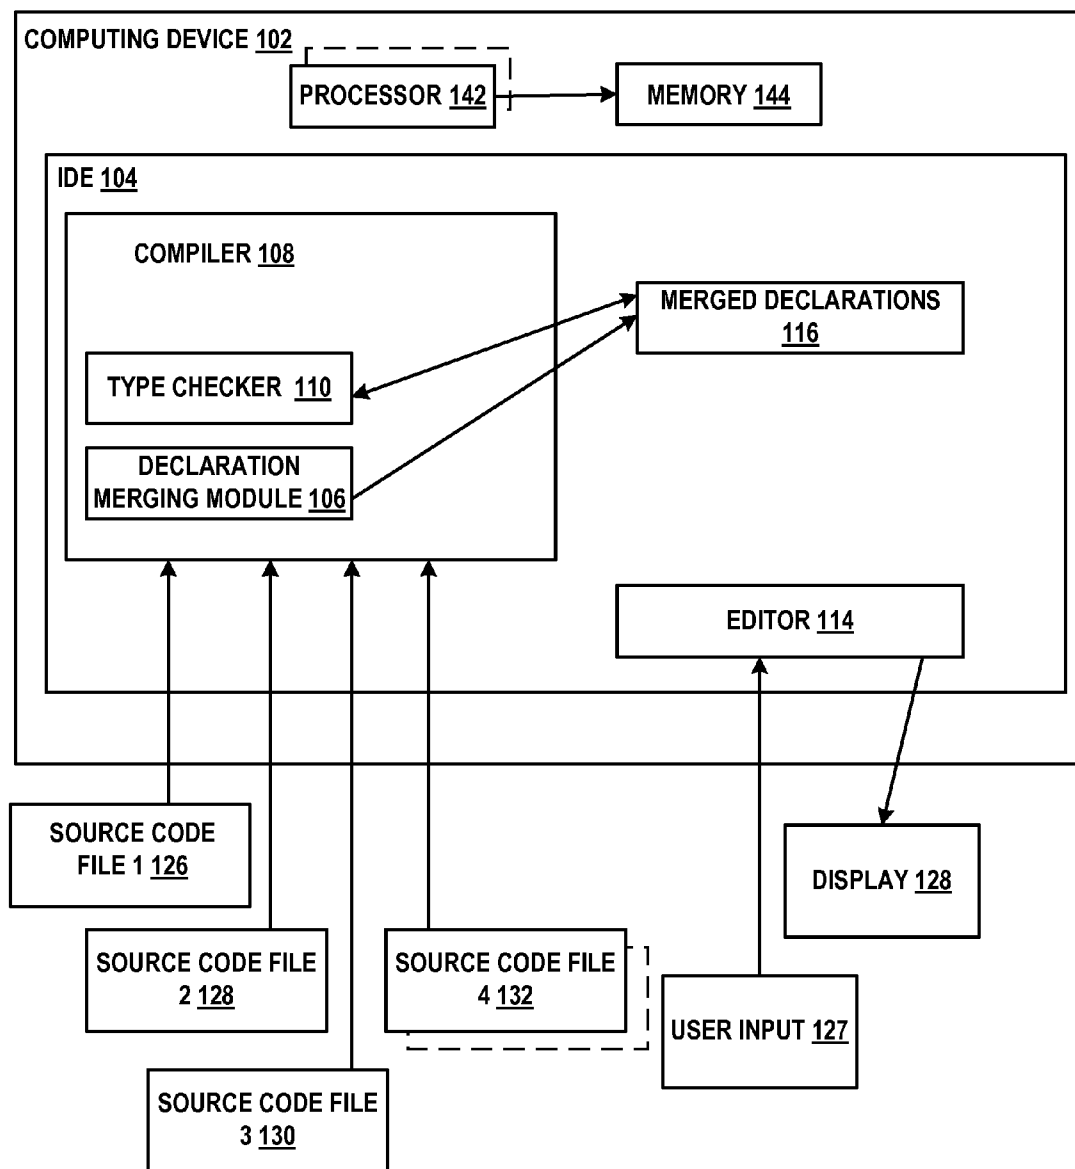 COMPUTING DEVICE 102
PROCESSOR 142
MEMORY 144
IDE 104
COMPILER 108
MERGED DECLARATIONS
116
TYPE CHECKER 110
DECLARATION
MERGING MODULE 106
EDITOR 114
SOURCE CODE
FILE 1 126
DISPLAY 128
SOURCE CODE FILE
2 128
SOURCE CODE FILE
4 132
USER INPUT 127
SOURCE CODE FILE
3 130